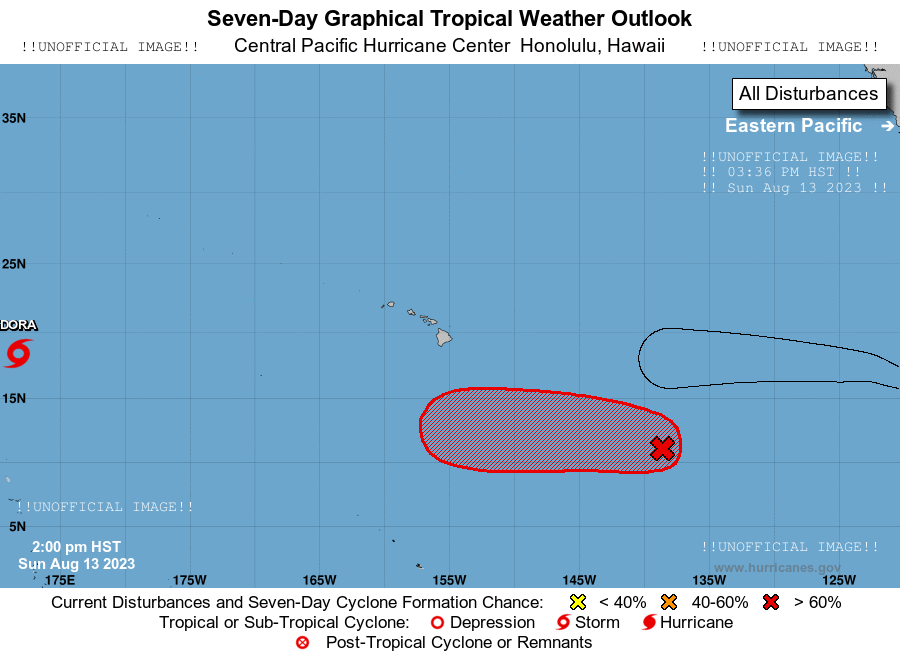 Seven-Day Graphical Tropical Weather Outlook
!!UNOFFICIAL IMAGE!! Central Pacific Hurricane Center Honolulu, Hawaii !!UNOFFICIAL IMAGE!!
All Disturbances
35N
Eastern Pacific
!!UNOFFICIAL IMAGE!!
!! 03:36 PM HST !!
!! Sun Aug 13 2023 !!
25N
DORA
15N
!!UNOFFICIAL IMAGE!!
5N
2:00 pm HST
Sun Aug 13 2023
!!UNOFFICIAL IMAGE!!
www.hurricanes.gov
175E 175W 165W 155W 145W 135W 125W
Current Disturbances and Seven-Day Cyclone Formation Chance: < 40% 40-60% > 60%
Tropical or Sub-Tropical Cyclone: Depression Storm Hurricane
Post-Tropical Cyclone or Remnants